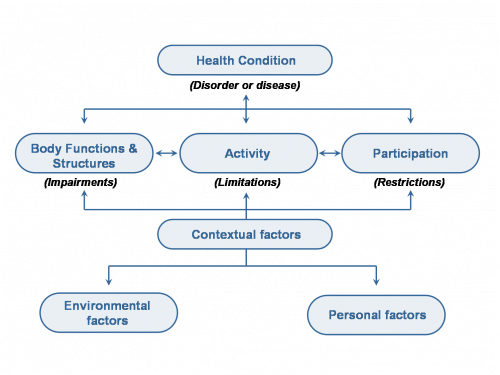 Health Condition
(Disorder or disease)
Body Functions &
Structures
Activity
Participation
(Impairments)
(Limitations)
(Restrictions)
Contextual factors
Environmental
factors
Personal factors